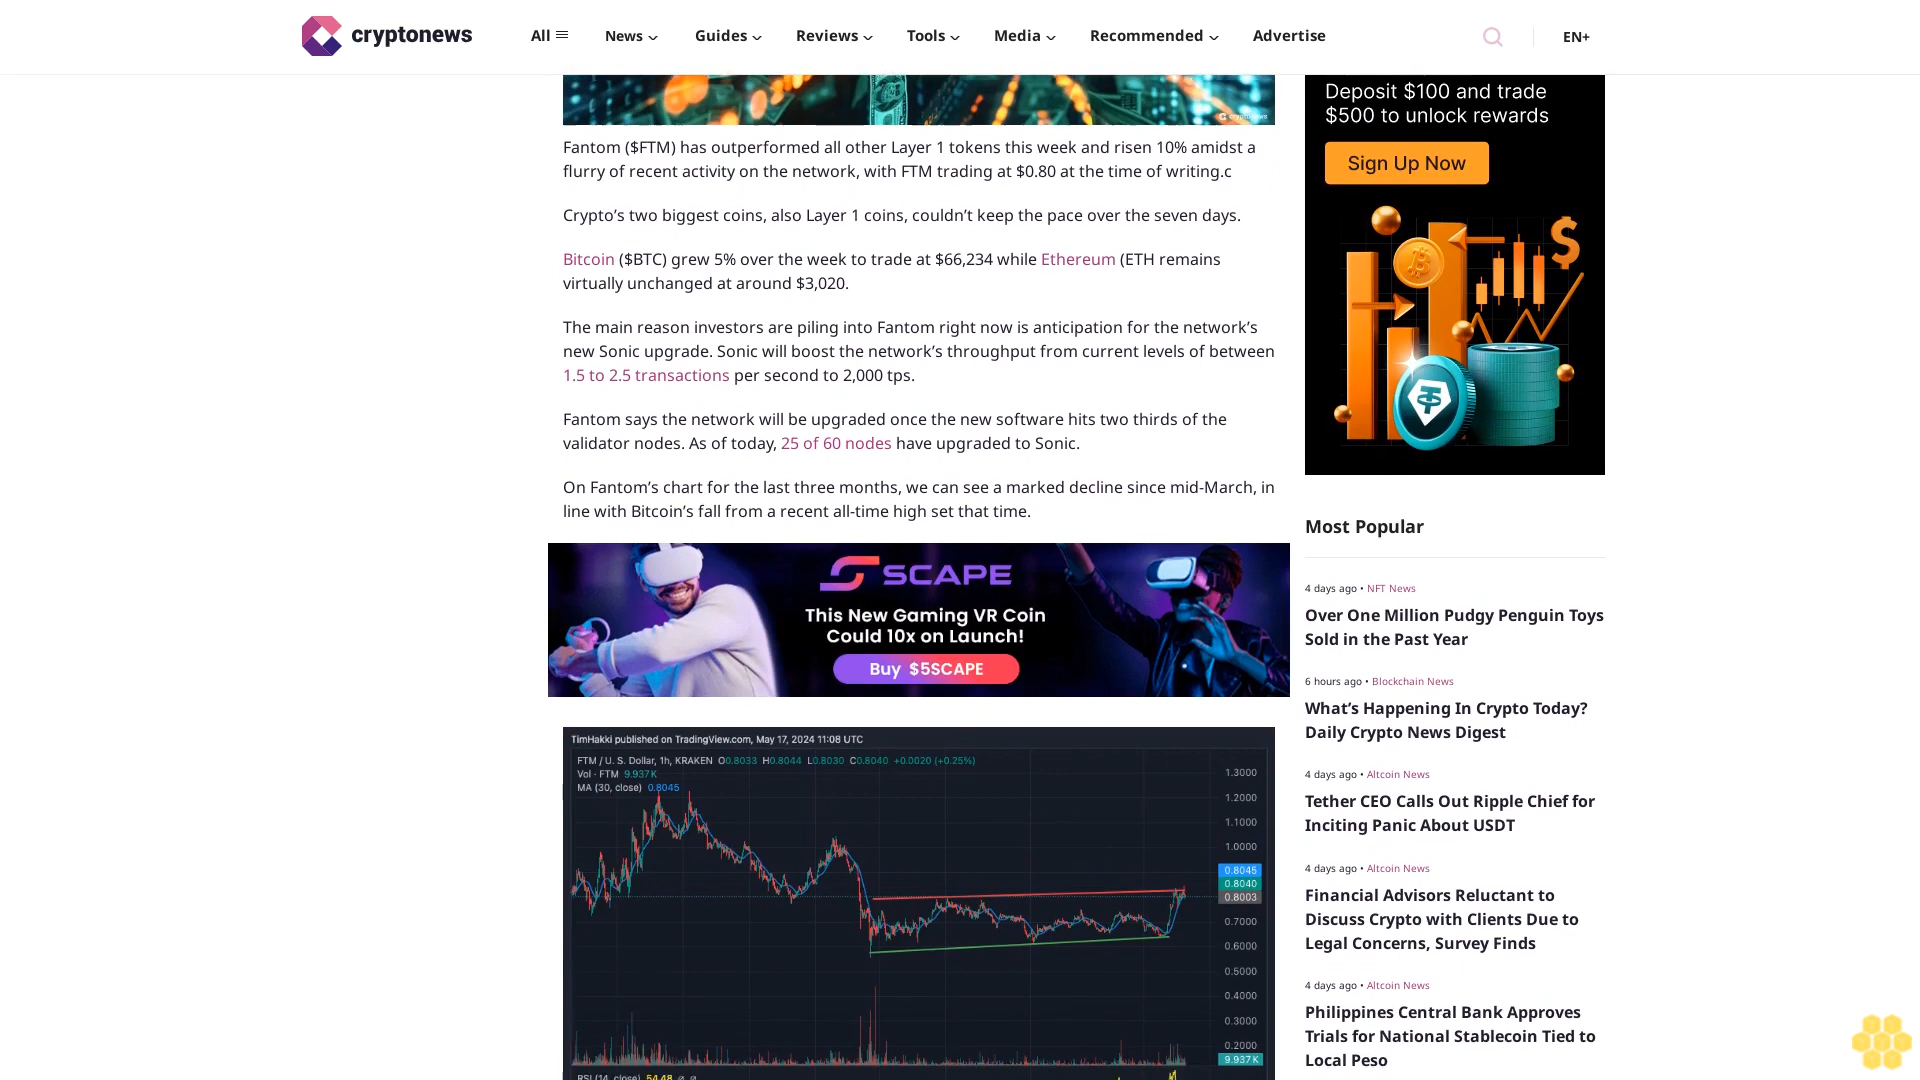 cryptonews
All
News
Guides
Reviews
Tools
Media
Recommended
Advertise
EN+
cryptonews
Fantom ($FTM) has outperformed all other Layer 1 tokens this week and risen 10% amidst a
flurry of recent activity on the network, with FTM trading at $0.80 at the time of writing.c
Crypto’s two biggest coins, also Layer 1 coins, couldn’t keep the pace over the seven days.
Bitcoin ($BTC) grew 5% over the week to trade at $66,234 while Ethereum (ETH remains
virtually unchanged at around $3,020.
The main reason investors are piling into Fantom right now is anticipation for the network’s
new Sonic upgrade. Sonic will boost the network’s throughput from current levels of between
1.5 to 2.5 transactions per second to 2,000 tps.
Fantom says the network will be upgraded once the new software hits two thirds of the
validator nodes. As of today, 25 of 60 nodes have upgraded to Sonic.
On Fantom’s chart for the last three months, we can see a marked decline since mid-March, in
line with Bitcoin’s fall from a recent all-time high set that time.
5SCAPE
This New Gaming VR Coin
Could 10x on Launch!
Buy $5SCAPE
TimHakki published on TradingView.com, May 17, 2024 11:08 UTC
FTM / U. S. Dollar, 1h, KRAKEN O0.8033 H0.8044 L0.8030 C0.8040 +0.0020 (+0.25%)
Vol · FTM 9.937K
MA (30, close) 0.8045
1.3000
1.2000
1.1000
1.0000
0.8045
0.8040
0.8003
0.7000
0.6000
0.5000
0.4000
0.3000
0.2000
9.937K
RSI (14, close) 54.48
Deposit $100 and trade
$500 to unlock rewards
Sign Up Now
Most Popular
4 days ago • NFT News
Over One Million Pudgy Penguin Toys
Sold in the Past Year
6 hours ago • Blockchain News
What’s Happening In Crypto Today?
Daily Crypto News Digest
4 days ago • Altcoin News
Tether CEO Calls Out Ripple Chief for
Inciting Panic About USDT
4 days ago • Altcoin News
Financial Advisors Reluctant to
Discuss Crypto with Clients Due to
Legal Concerns, Survey Finds
4 days ago • Altcoin News
Philippines Central Bank Approves
Trials for National Stablecoin Tied to
Local Peso